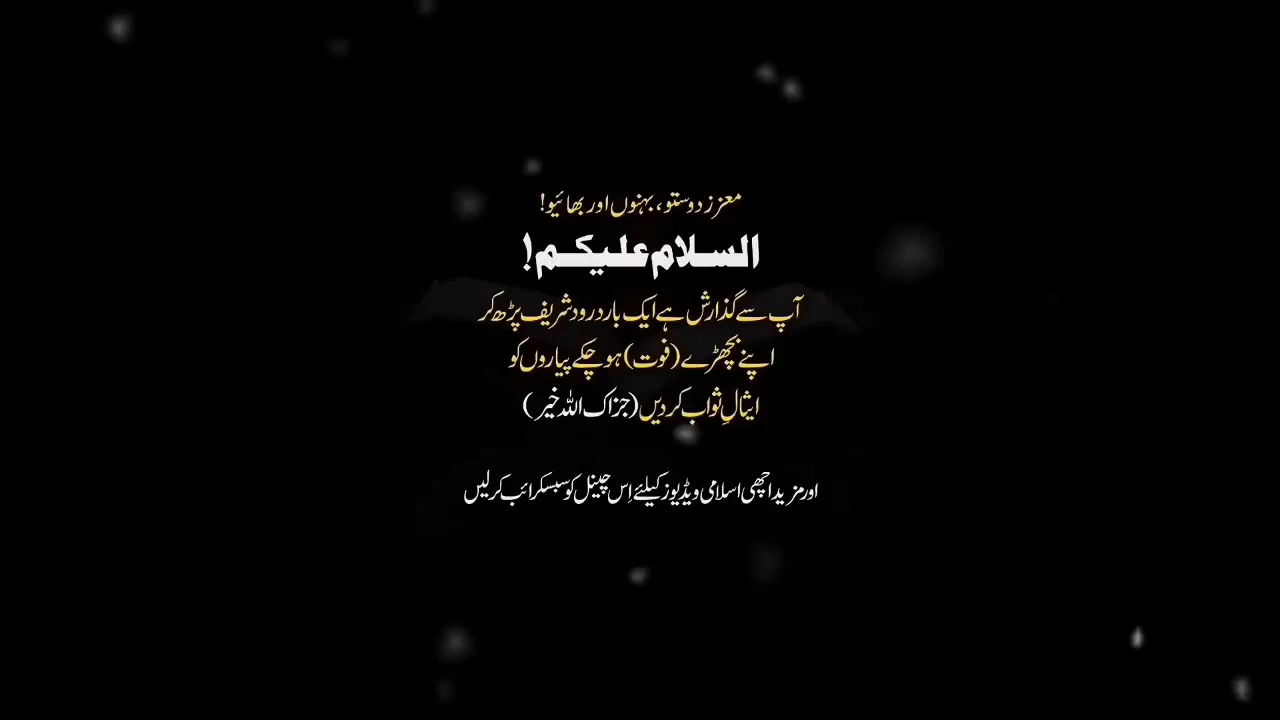 معزز دوستو، بہنوں اور بھائیو!
السلام علیکم!
آپ سے گذارش ہے ایک بار درود شریف پڑھ کر
اپنے بچھڑے (فوت) ہو چکے پیاروں کو
ایثالِ ثواب کر دیں (جزاک اللہ خیر)
اور مزید اچھی اسلامی ویڈیوز کیلئے اِس چینل کو سبسکرائب کر لیں